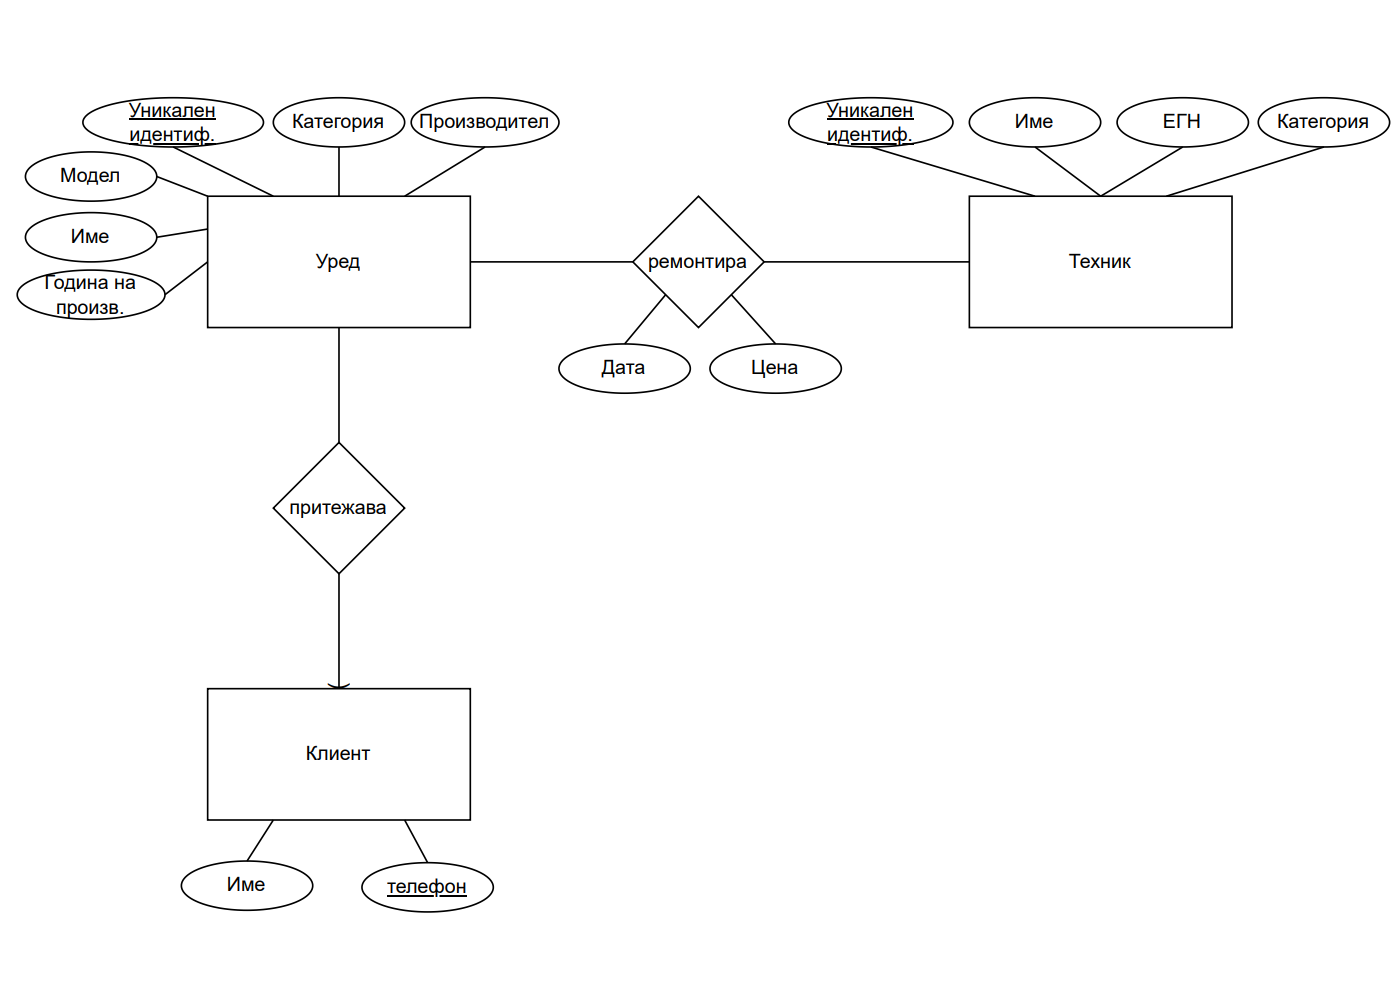 Уникален
идентиф.
Категория
Производител
Модел
Име
Година на
произв.
Уред
ремонтира
Дата
Цена
Уникален
идентиф.
Име
ЕГН
Категория
Техник
притежава
Клиент
Име
телефон